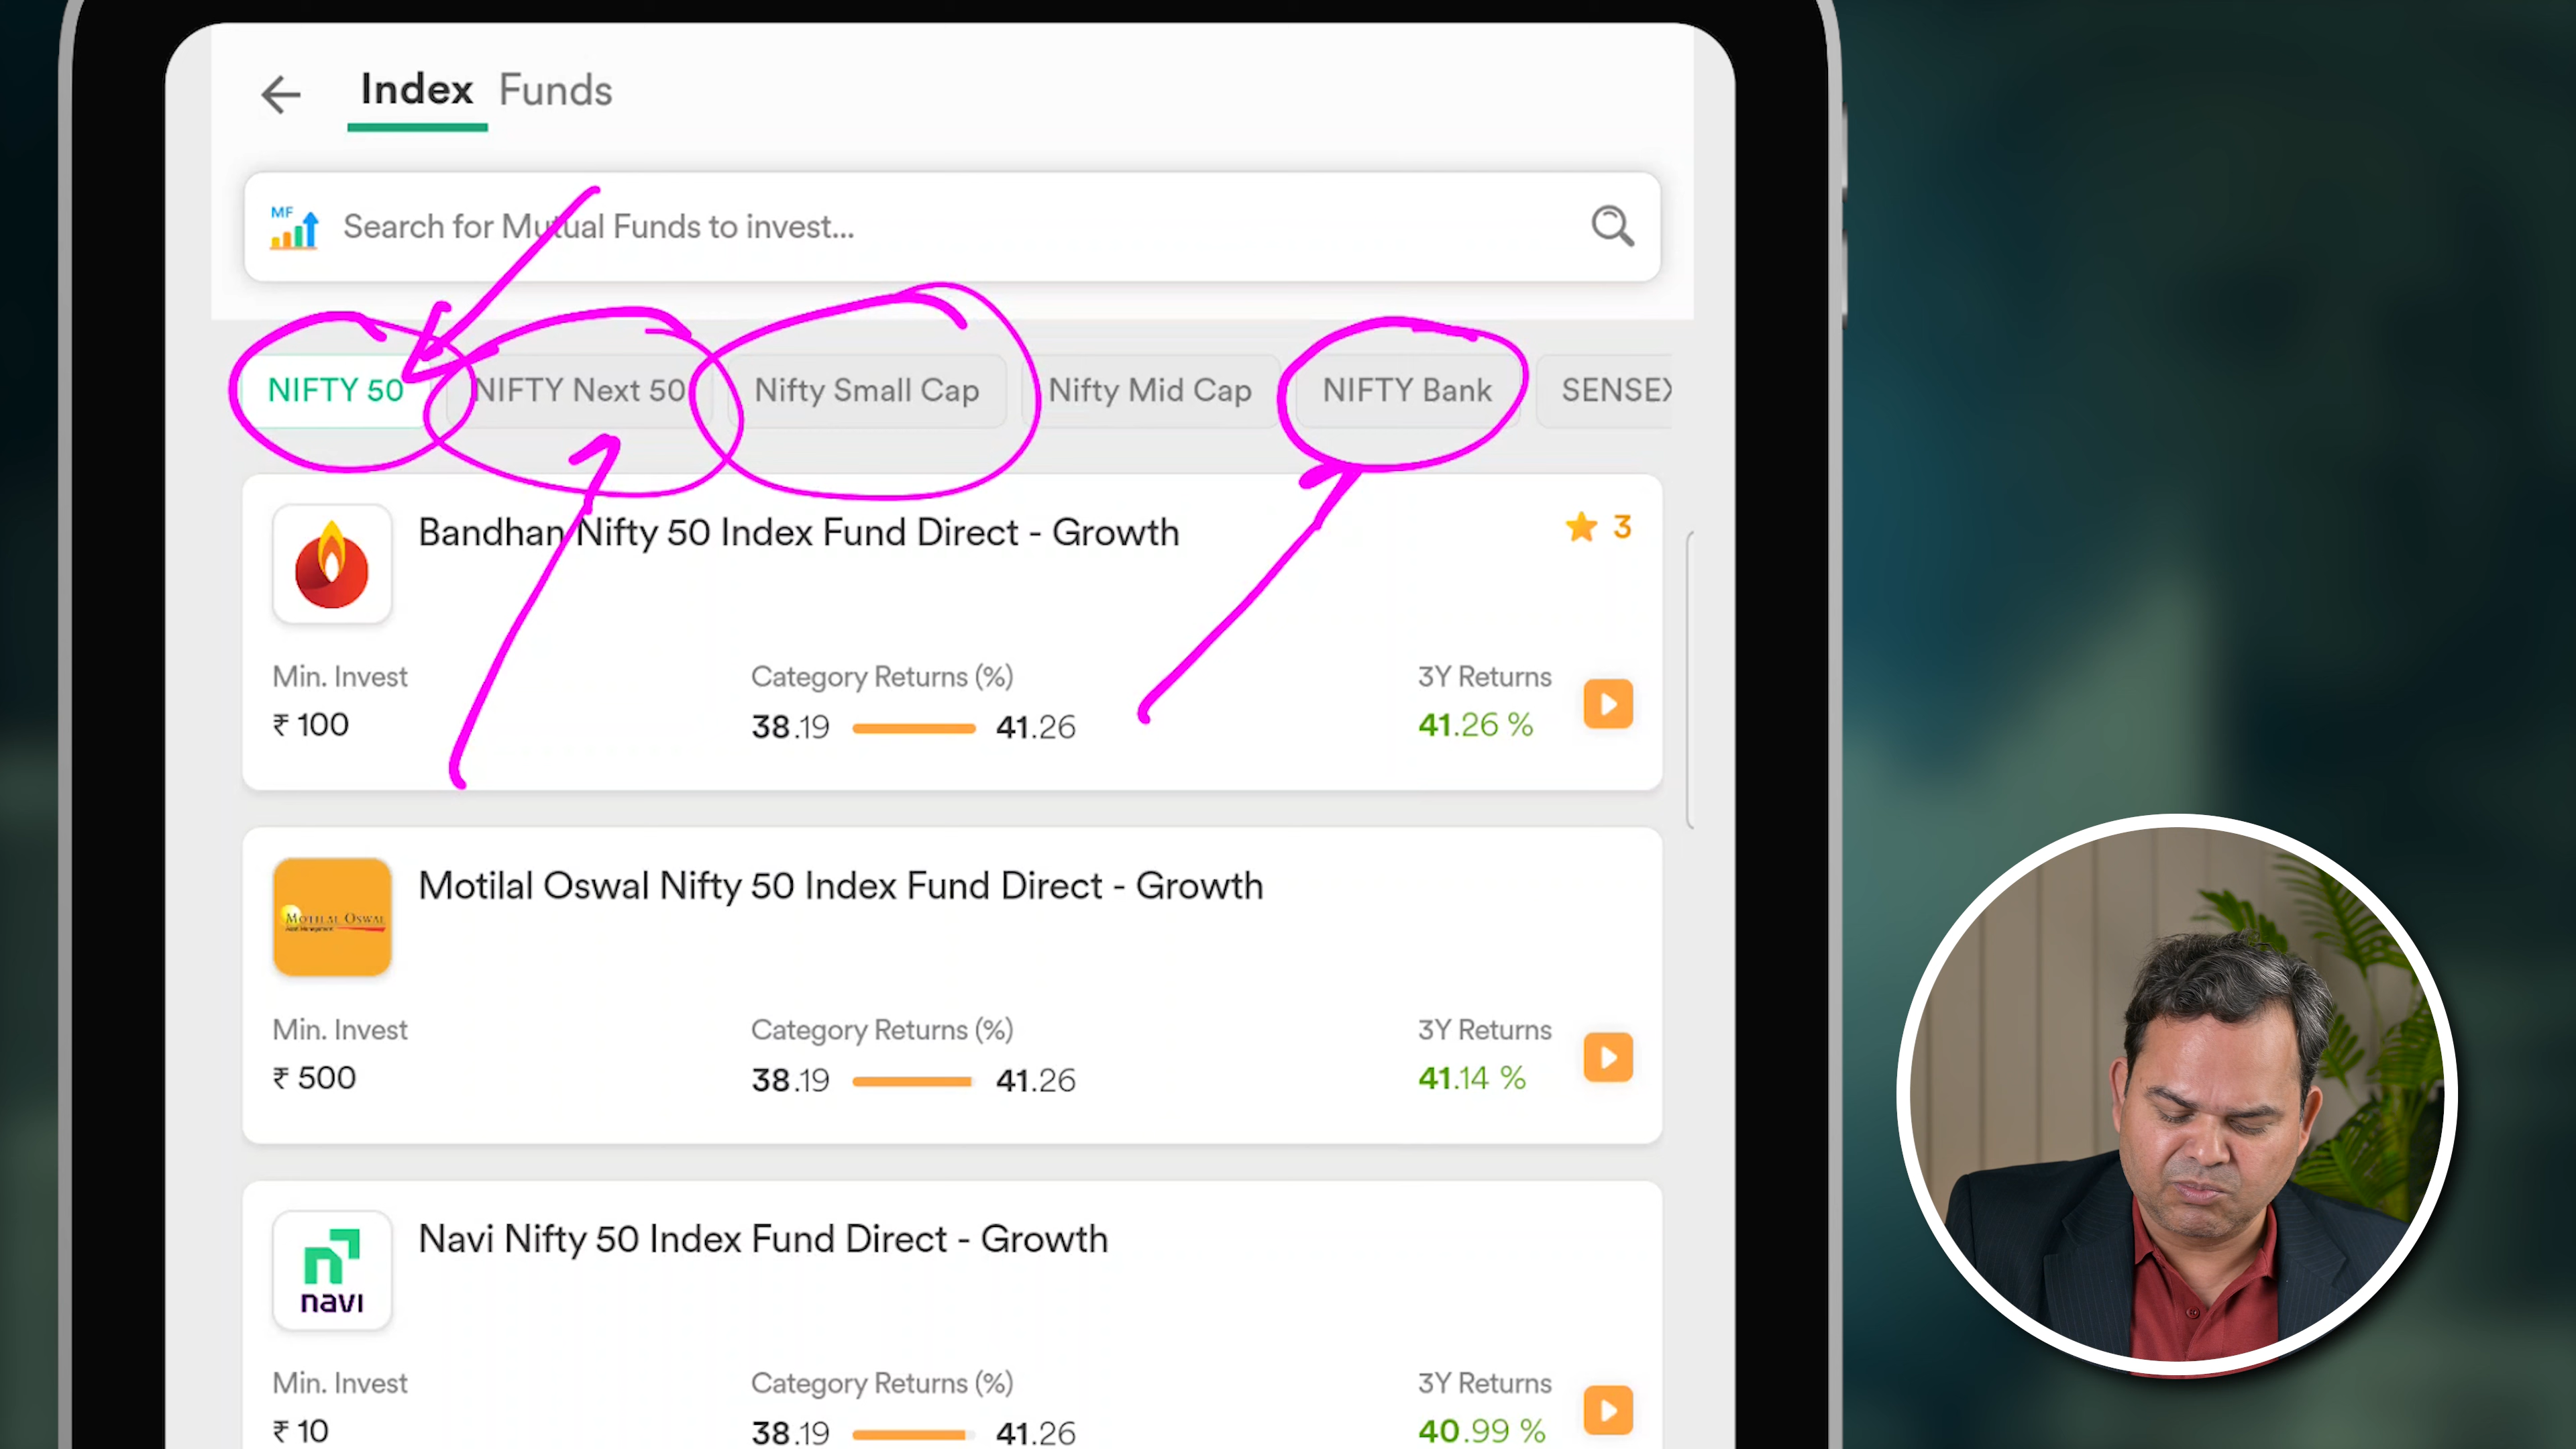 Index Funds
MF
Search for Mutual Funds to invest...
NIFTY 50 NIFTY Next 50 Nifty Small Cap Nifty Mid Cap NIFTY Bank SENSEX
Bandhan Nifty 50 Index Fund Direct - Growth 3
Min. Invest Category Returns (%) 3Y Returns
₹ 100 38.19 41.26 41.26 %
MOTILAL OSWAL
Asset Management
Motilal Oswal Nifty 50 Index Fund Direct - Growth
Min. Invest Category Returns (%) 3Y Returns
₹ 500 38.19 41.26 41.14 %
navi
Navi Nifty 50 Index Fund Direct - Growth
Min. Invest Category Returns (%) 3Y Returns
₹ 10 38.19 41.26 40.99 %